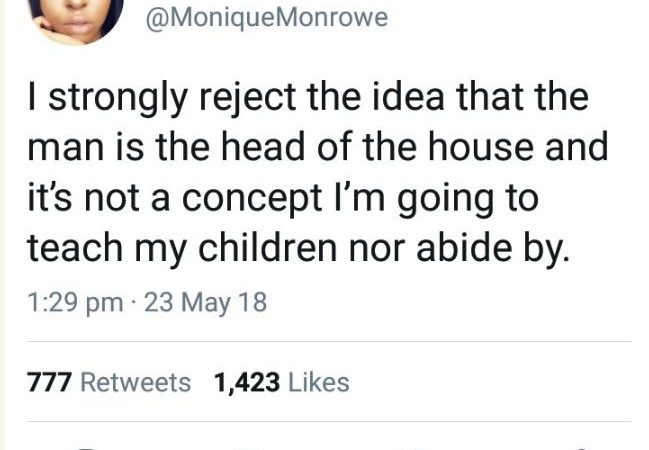 @MoniqueMonrowe
I strongly reject the idea that the
man is the head of the house and
it's not a concept I'm going to
teach my children nor abide by.
1:29 pm · 23 May 18
777 Retweets 1,423 Likes